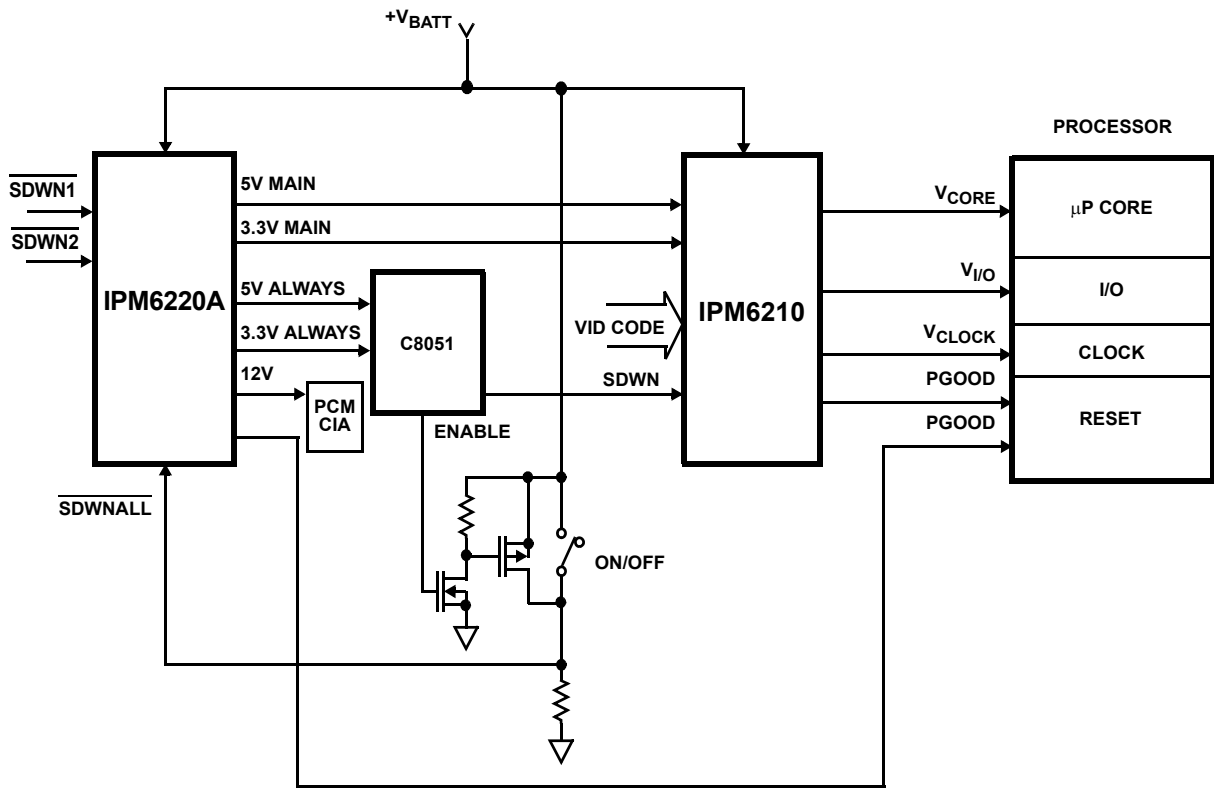 +VBATT
PROCESSOR
SDWN1
SDWN2
IPM6220A
5V MAIN
3.3V MAIN
5V ALWAYS
3.3V ALWAYS
12V
PCM
CIA
C8051
ENABLE
SDWN
VID CODE
IPM6210
VCORE
VI/O
VCLOCK
PGOOD
PGOOD
μP CORE
I/O
CLOCK
RESET
SDWNALL
ON/OFF